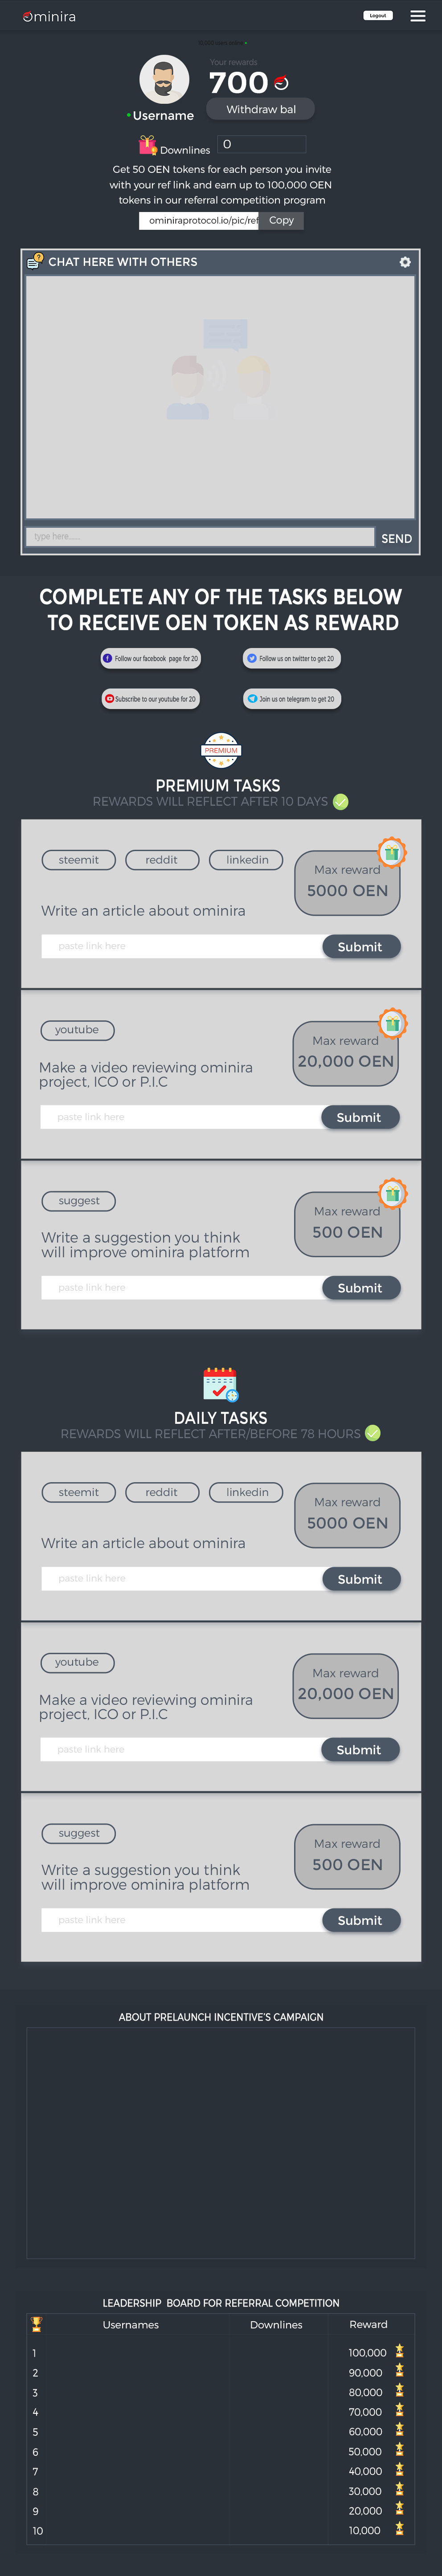 Ominira
Logout
Your rewards
700
Username
Withdraw bal
Downlines
0
Get 50 OEN tokens for each person you invite
with your ref link and earn up to 100,000 OEN
tokens in our referral competition program
ominiraprotocol.io/pic/ref
Copy
CHAT HERE WITH OTHERS
type here......
SEND
COMPLETE ANY OF THE TASKS BELOW
TO RECEIVE OEN TOKEN AS REWARD
Follow our facebook page for 20
Follow us on twitter to get 20
Subscribe to our youtube for 20
Join us on telegram to get 20
PREMIUM
PREMIUM TASKS
REWARDS WILL REFLECT AFTER 10 DAYS
steemit
reddit
linkedin
Max reward
5000 OEN
Write an article about ominira
paste link here
Submit
youtube
Max reward
20,000 OEN
Make a video reviewing ominira
project, ICO or P.I.C
paste link here
Submit
suggest
Max reward
500 OEN
Write a suggestion you think
will improve ominira platform
paste link here
Submit
DAILY TASKS
REWARDS WILL REFLECT AFTER/BEFORE 78 HOURS
steemit
reddit
linkedin
Max reward
5000 OEN
Write an article about ominira
paste link here
Submit
youtube
Max reward
20,000 OEN
Make a video reviewing ominira
project, ICO or P.I.C
paste link here
Submit
suggest
Max reward
500 OEN
Write a suggestion you think
will improve ominira platform
paste link here
Submit
ABOUT PRELAUNCH INCENTIVE'S CAMPAIGN
LEADERSHIP BOARD FOR REFERRAL COMPETITION
Usernames Downlines Reward
1 100,000
2 90,000
3 80,000
4 70,000
5 60,000
6 50,000
7 40,000
8 30,000
9 20,000
10 10,000